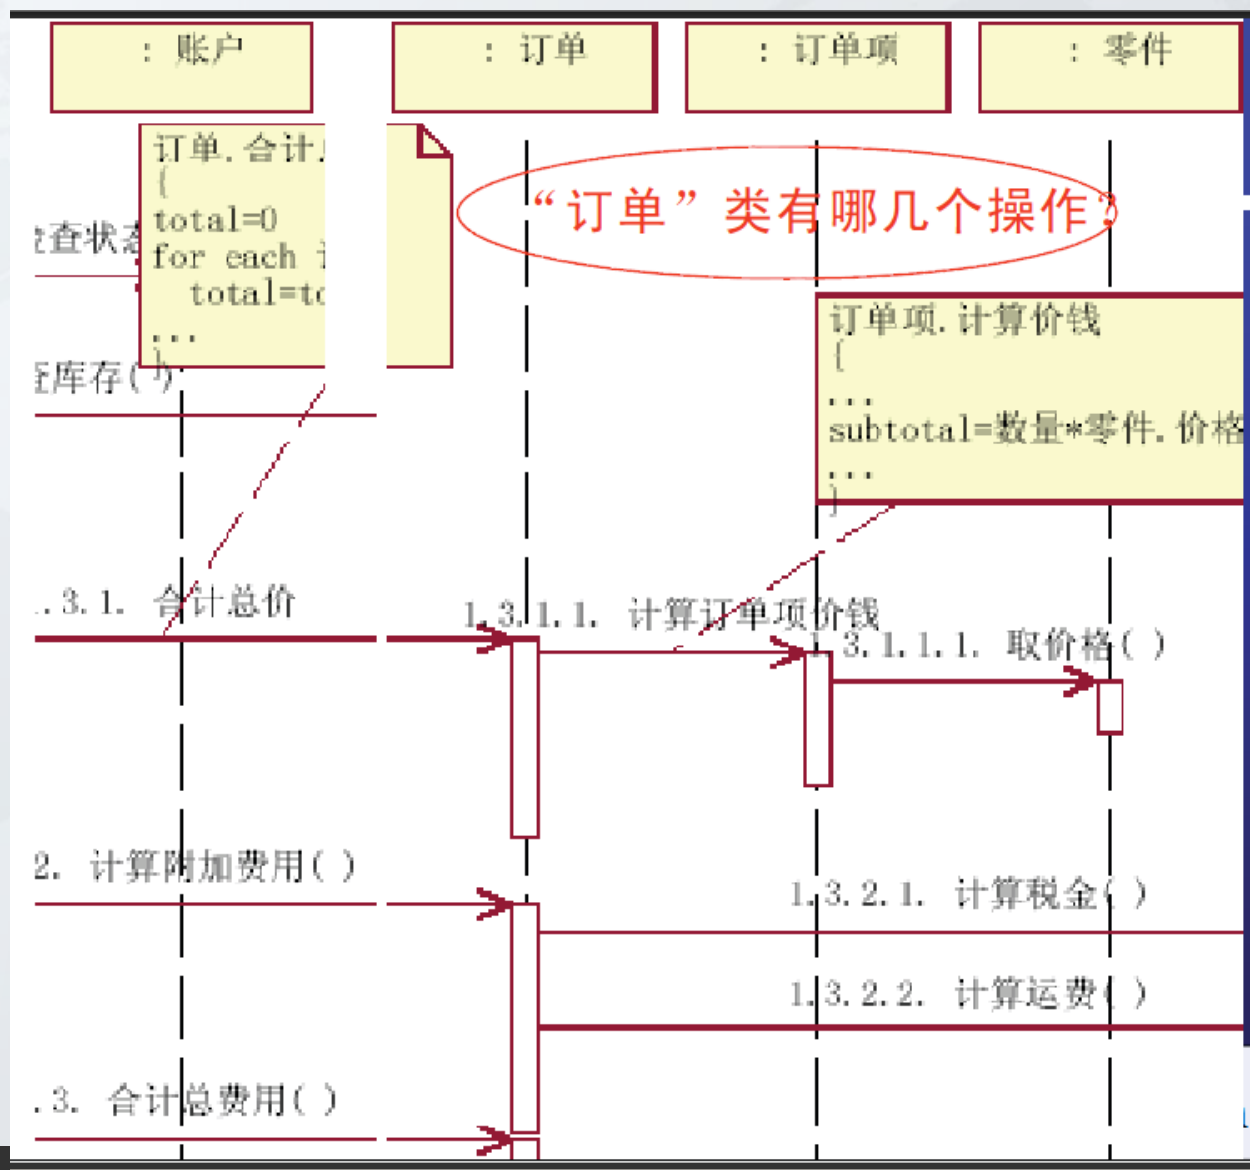 : 账户
: 订单
: 订单项
: 零件
订单.合计
{
total=0
for each
total=to
...
}
查状态
“订单”类有哪几个操作?
订单项.计算价钱
{
...
subtotal=数量*零件.价格
...
}
库存( )
.3.1. 合计总价
1.3.1.1. 计算订单项价钱
1.3.1.1.1. 取价格( )
2. 计算附加费用( )
1.3.2.1. 计算税金( )
1.3.2.2. 计算运费( )
.3. 合计总费用( )